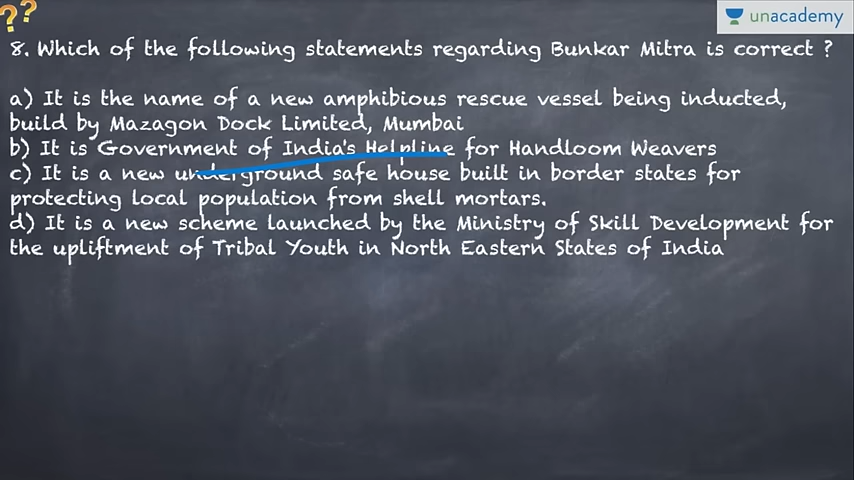 ??
unacademy
8. Which of the following statements regarding Bunkar Mitra is correct ?
a) It is the name of a new amphibious rescue vessel being inducted,
build by Mazagon Dock Limited, Mumbai
b) It is Government of India's Helpline for Handloom Weavers
c) It is a new underground safe house built in border states for
protecting local population from shell mortars.
d) It is a new scheme launched by the Ministry of Skill Development for
the upliftment of Tribal Youth in North Eastern States of India